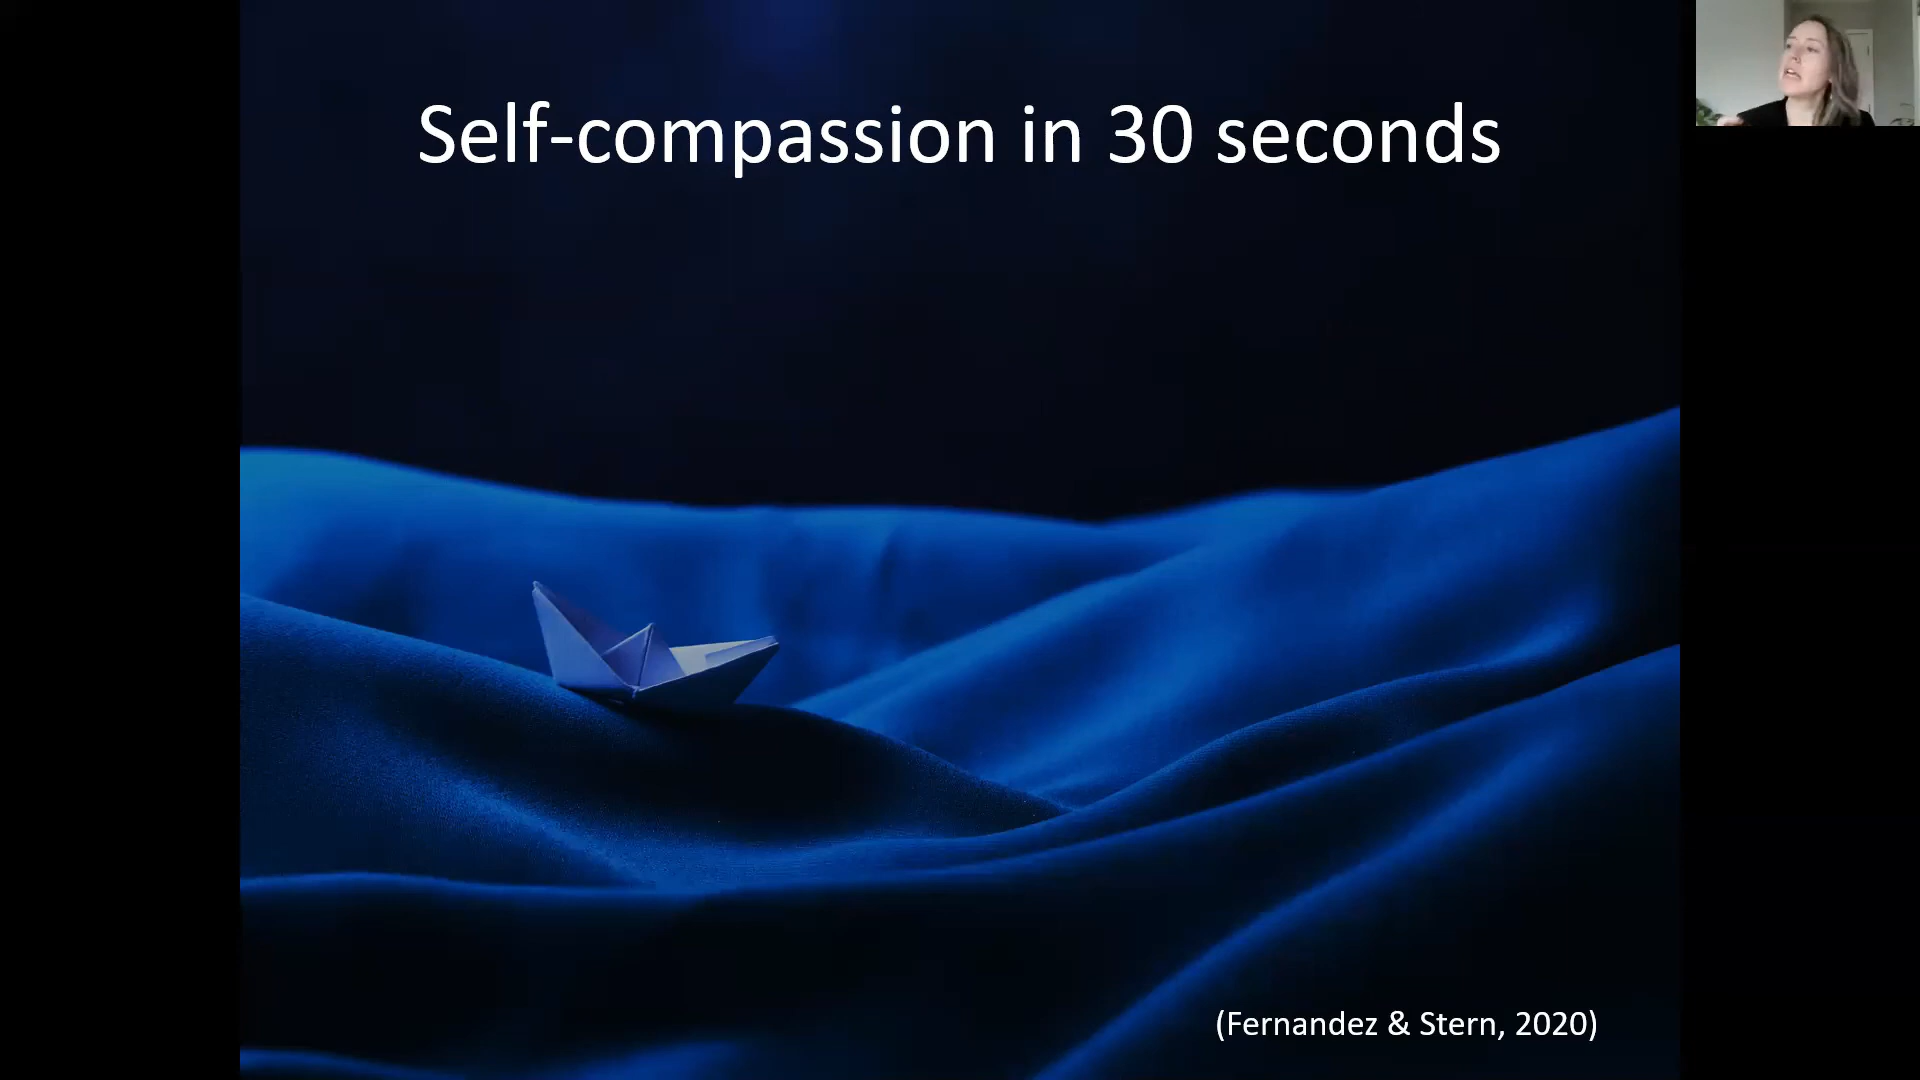 Self-compassion in 30 seconds
(Fernandez & Stern, 2020)